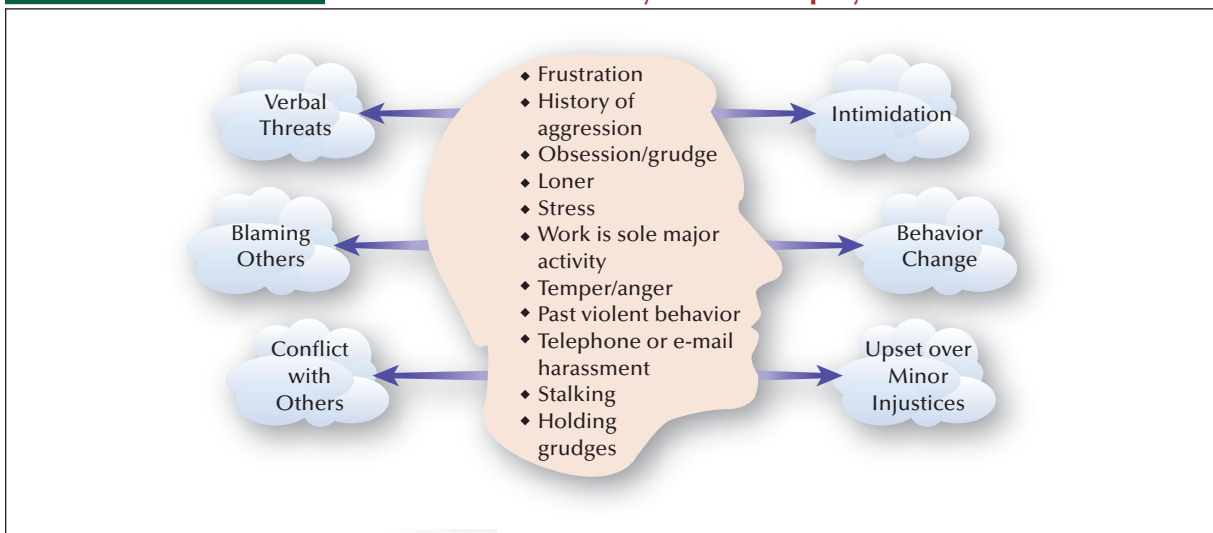 Verbal
Threats
Blaming
Others
Conflict
with
Others
◆ Frustration
◆ History of
aggression
◆ Obsession/grudge
◆ Loner
◆ Stress
◆ Work is sole major
activity
◆ Temper/anger
◆ Past violent behavior
◆ Telephone or e-mail
harassment
◆ Stalking
◆ Holding
grudges
Intimidation
Behavior
Change
Upset over
Minor
Injustices